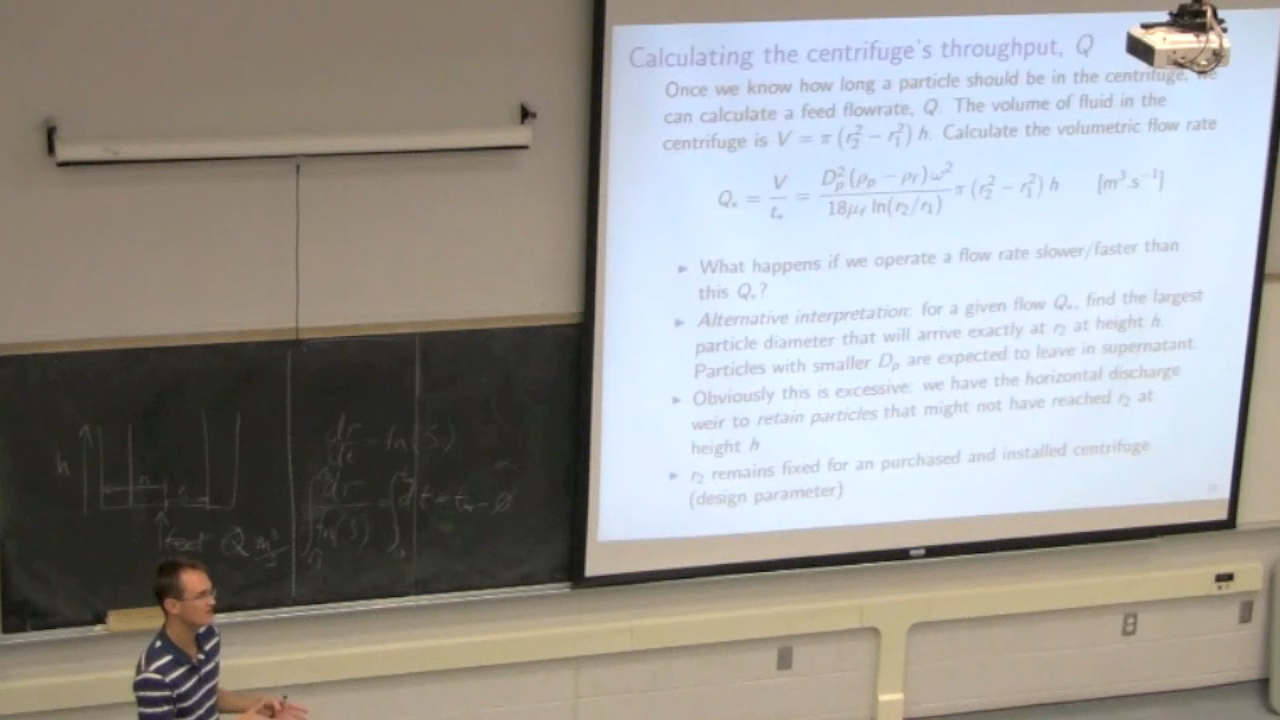 Calculating the centrifuge's throughput, Q
Once we know how long a particle should be in the centrifuge, we
can calculate a feed flowrate, Q. The volume of fluid in the
centrifuge is V = π (r₂² − r₁²) h. Calculate the volumetric flow rate
Q* = V/t* = D_p² (ρ_p − ρ_f) ω² / 18μ_f ln(r₂/r₁) π (r₂² − r₁²) h [m³.s⁻¹]
► What happens if we operate a flow rate slower/faster than
this Q*?
► Alternative interpretation: for a given flow Q*, find the largest
particle diameter that will arrive exactly at r₂ at height h.
Particles with smaller D_p are expected to leave in supernatant.
► Obviously this is excessive: we have the horizontal discharge
weir to retain particles that might not have reached r₂ at
height h
► r₂ remains fixed for an purchased and installed centrifuge
(design parameter)
h
feed Q m³/s